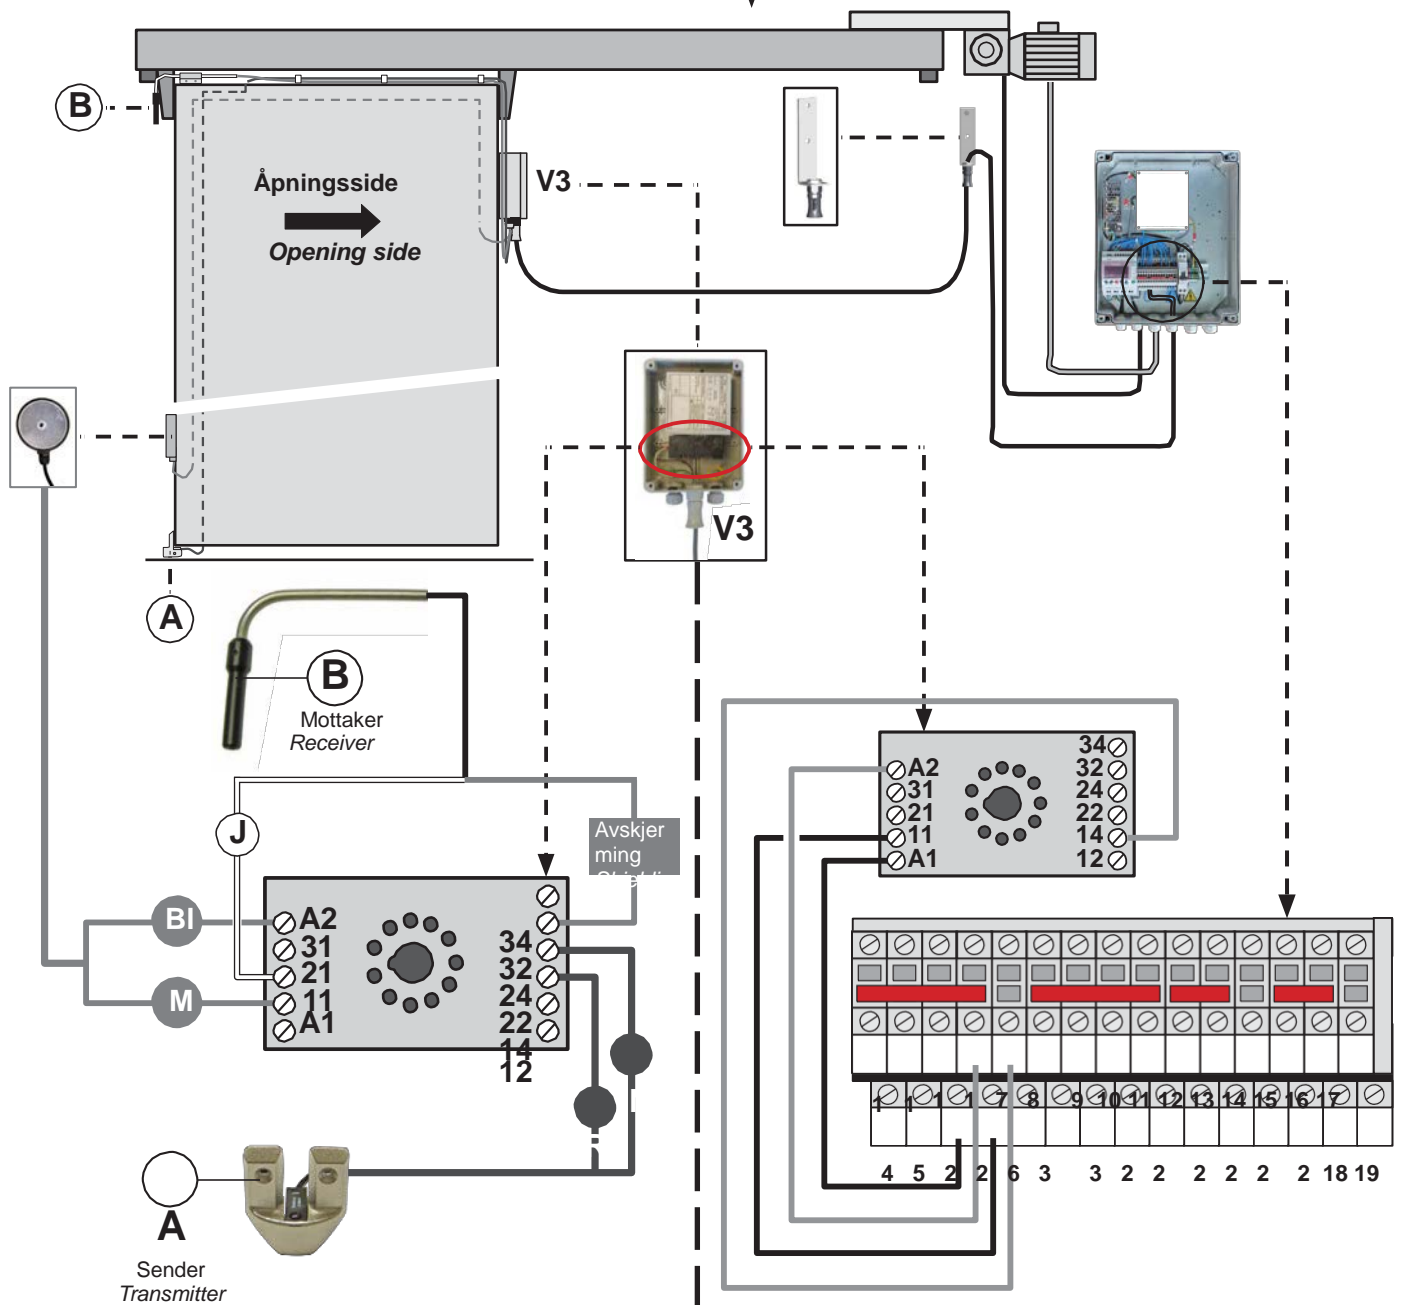 B
Åpningsside
Opening side
V3
V3
A
B
Mottaker
Receiver
J
Avskjer
ming
BI
M
A2
31
21
11
A1
34
32
24
22
14
12
A2
31
21
11
A1
34
32
24
22
14
12
1 1 1 1 7 8 9 10 11 12 13 14 15 16 17
4 5 2 2 6 3 3 2 2 2 2 2 2 18 19
A
Sender
Transmitter